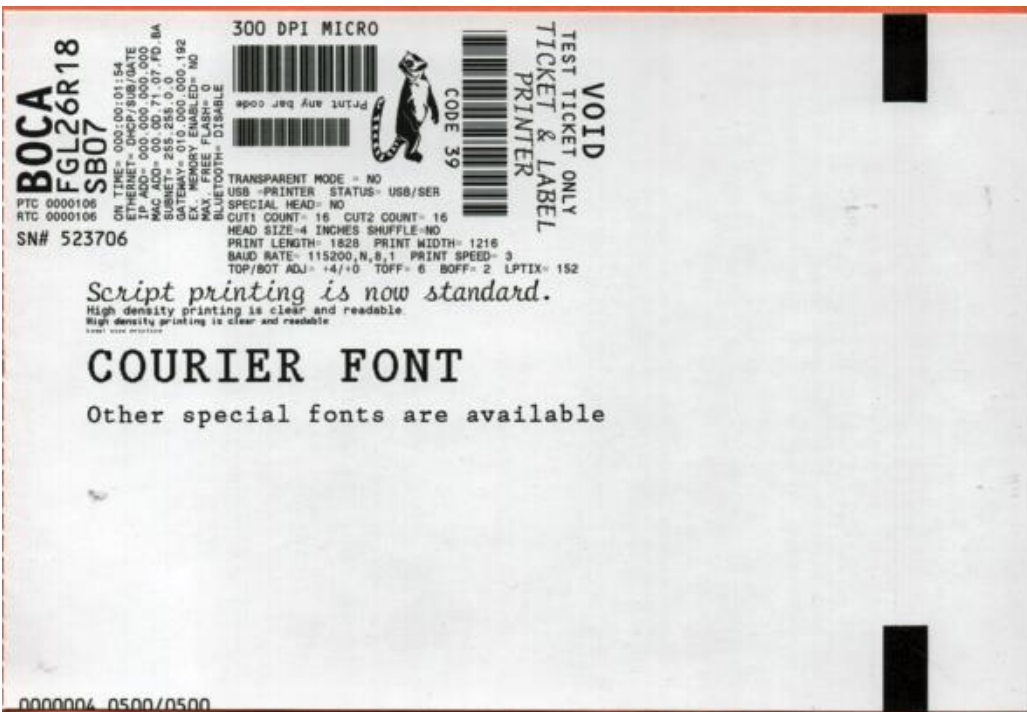 BOCA
FGL26R18
SB07
PTC 0000106
RTC 0000106
SN# 523706
ON TIME= 000:00:01:54
ETHERNET= DHCP/SUB/GATE
IP ADD= 000.000.000.000
MAC ADD= 00.00.71.07.FD.BA
SUBNET= 255.255.0.0
GATEWAY= 010.000.000.192
EX. MEMORY ENABLED= NO
MAX. FREE FLASH= 0
BLUETOOTH= DISABLE
300 DPI MICRO
Print any bar code
CODE 39
VOID
TEST TICKET ONLY
TICKET & LABEL
PRINTER
TRANSPARENT MODE = NO
USB =PRINTER STATUS= USB/SER
SPECIAL HEAD= NO
CUT1 COUNT= 16 CUT2 COUNT= 16
HEAD SIZE=4 INCHES SHUFFLE=NO
PRINT LENGTH= 1828 PRINT WIDTH= 1216
BAUD RATE= 115200,N,8,1 PRINT SPEED= 3
TOP/BOT ADJ= +4/+0 TOFF= 6 BOFF= 2 LPTIX= 152
Script printing is now standard.
High density printing is clear and readable.
High density printing is clear and readable
COURIER FONT
Other special fonts are available
0000004 0500/0500